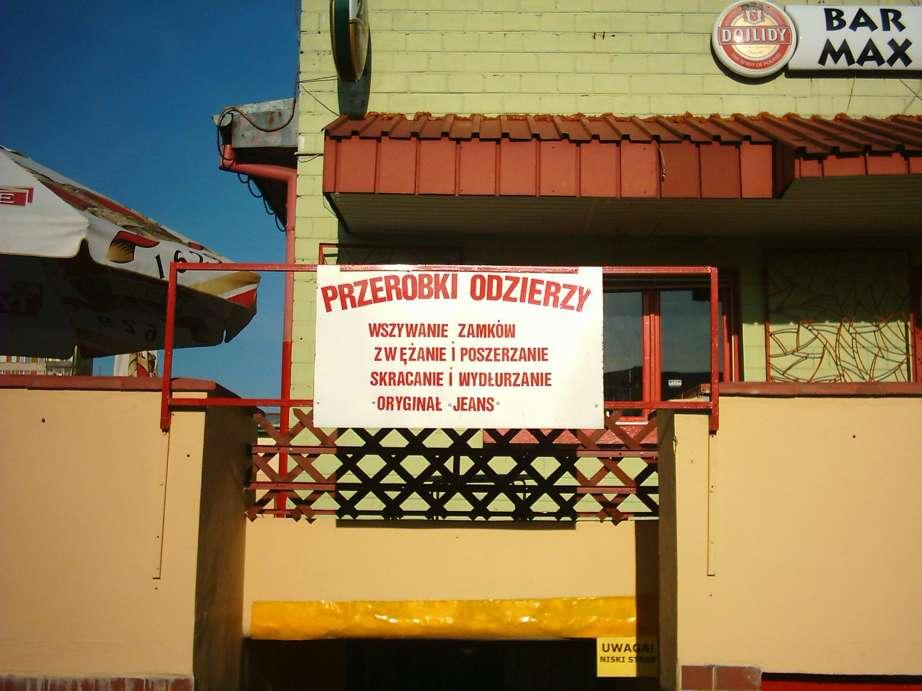 DOJLIDY
BAR
MAX
PRZEROBKI ODZIERZY
WSZYWANIE ZAMKÓW
ZWĘŻANIE i POSZERZANIE
SKRACANIE i WYDŁURZANIE
ORYGINAŁ JEANS
UWAGA!
NISKI STROP